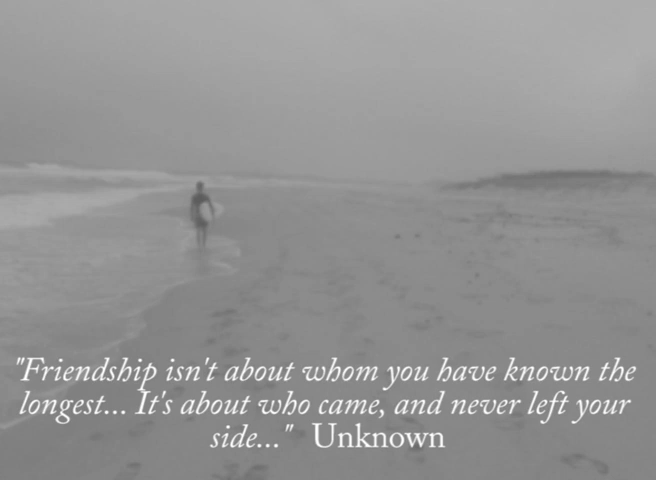 "Friendship isn't about whom you have known the
longest... It's about who came, and never left your
side..." Unknown